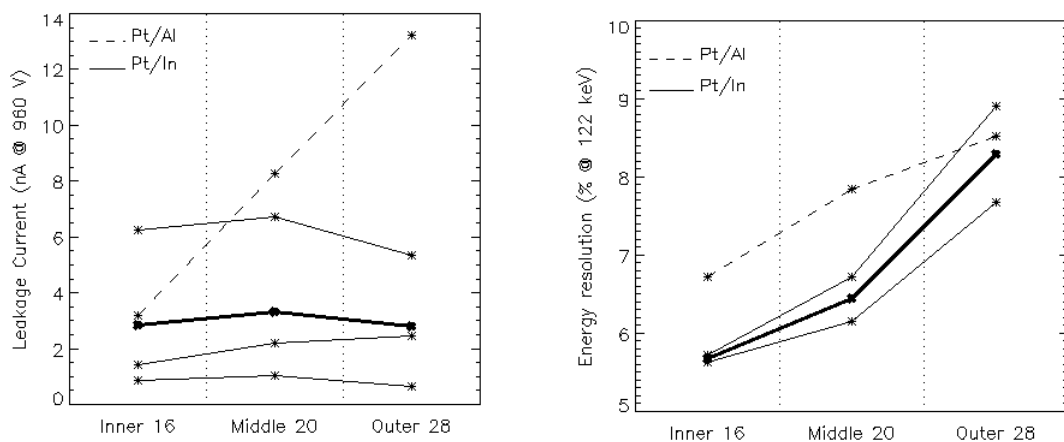 14
12
10
8
6
4
2
0
Leakage Current (nA @ 960 V)
Pt/Al
Pt/In
Inner 16
Middle 20
Outer 28
10
9
8
7
6
5
Energy resolution (% @ 122 keV)
Pt/Al
Pt/In
Inner 16
Middle 20
Outer 28